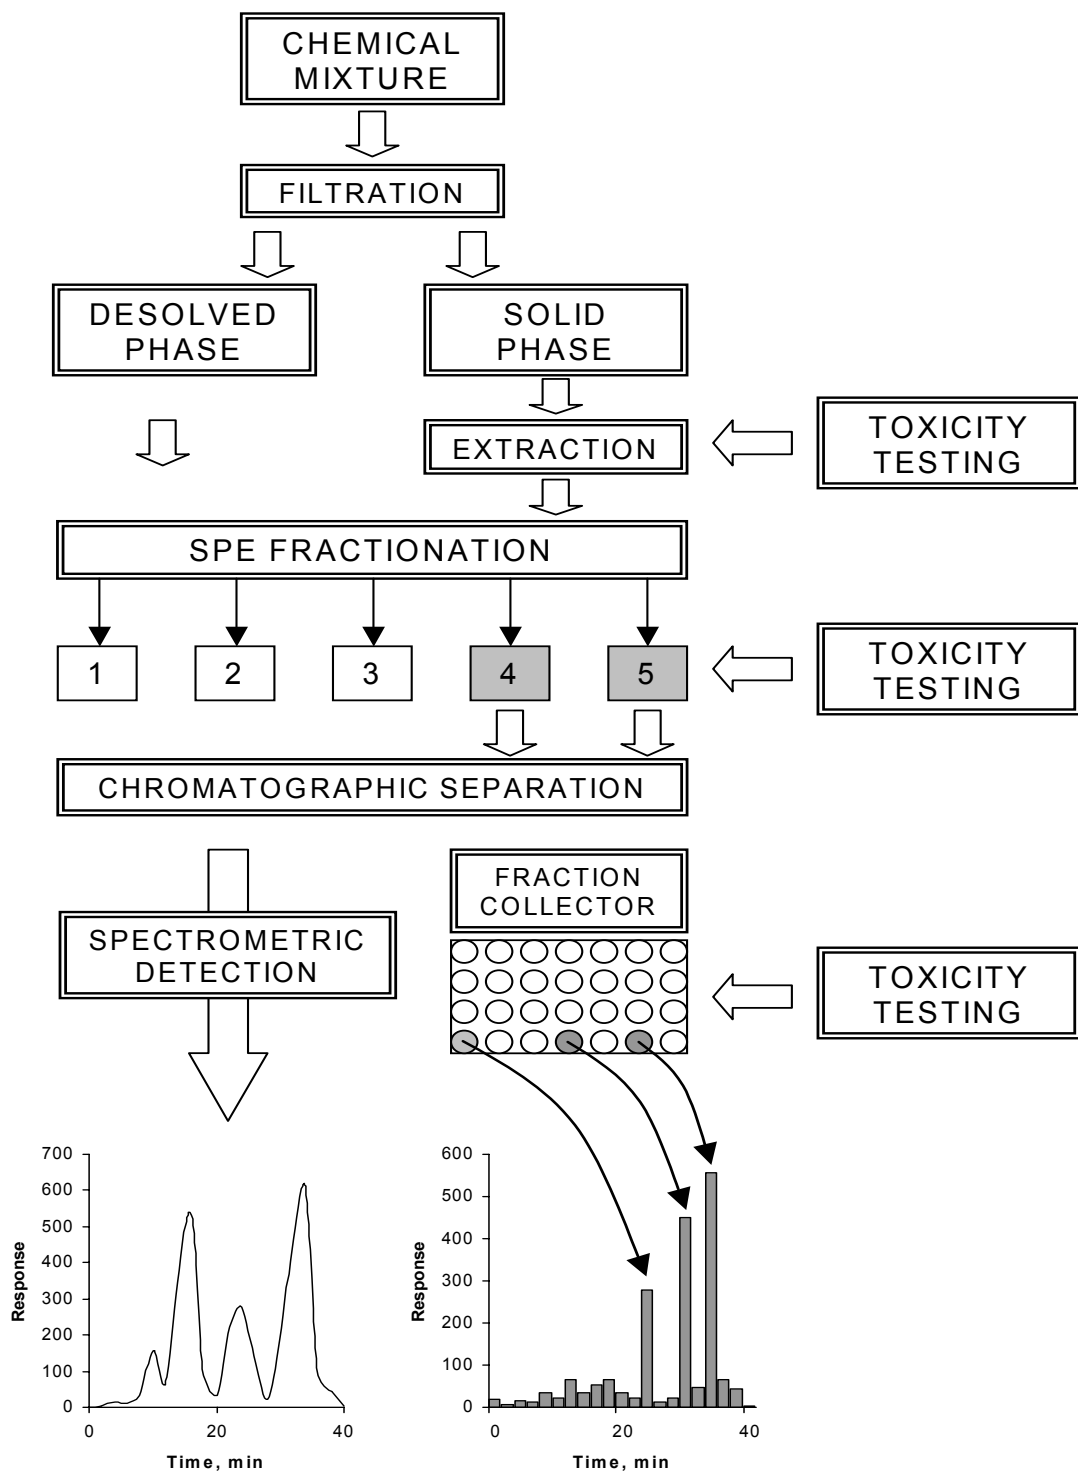 CHEMICAL
MIXTURE
FILTRATION
DESOLVED
PHASE
SOLID
PHASE
EXTRACTION
TOXICITY
TESTING
SPE FRACTIONATION
1 2 3 4 5
TOXICITY
TESTING
CHROMATOGRAPHIC SEPARATION
SPECTROMETRIC
DETECTION
FRACTION
COLLECTOR
TOXICITY
TESTING
700
600
500
400
300
200
100
0
Response
0 20 40
Time, min
600
500
400
300
200
100
0
Response
0 20 40
Time, min